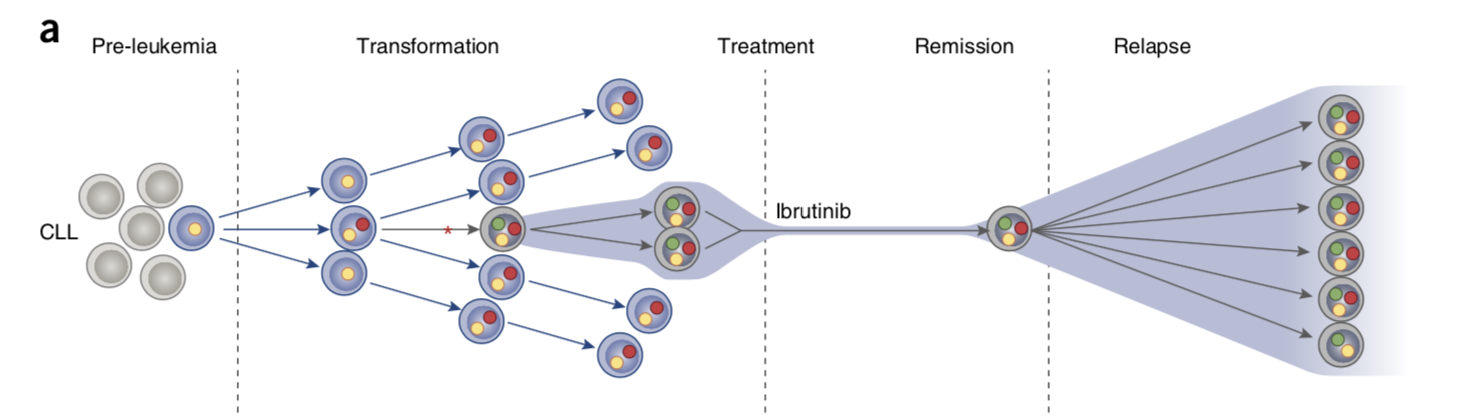 a
Pre-leukemia
Transformation
Treatment
Remission
Relapse
Ibrutinib
CLL
*